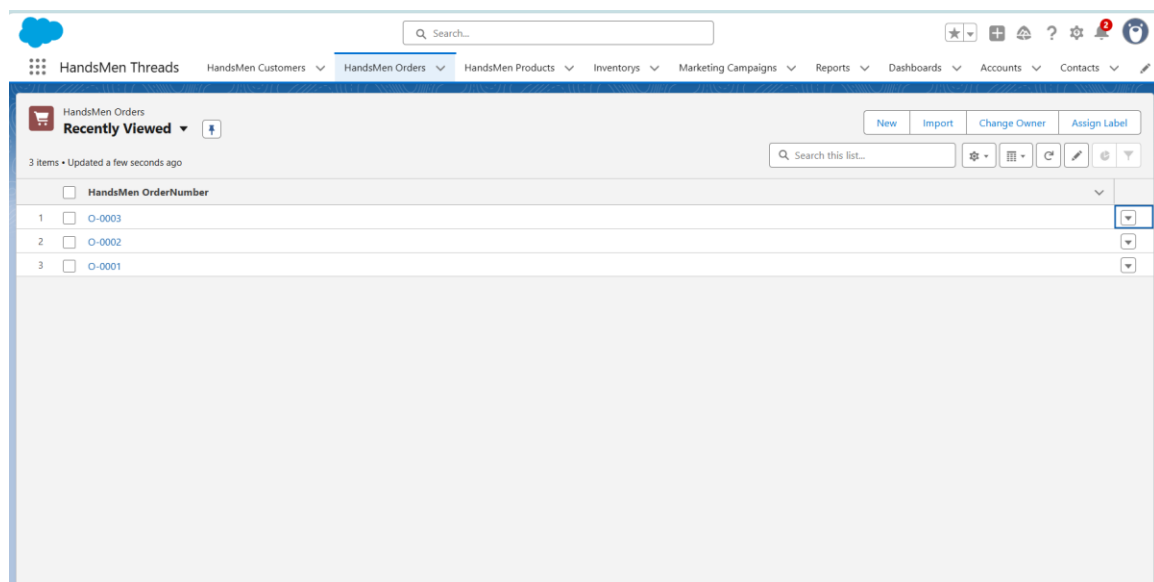 Search...
2
HandsMen Threads HandsMen Customers HandsMen Orders HandsMen Products Inventorys Marketing Campaigns Reports Dashboards Accounts Contacts
HandsMen Orders
Recently Viewed
New Import Change Owner Assign Label
3 items • Updated a few seconds ago
Search this list...
HandsMen OrderNumber
1 O-0003
2 O-0002
3 O-0001